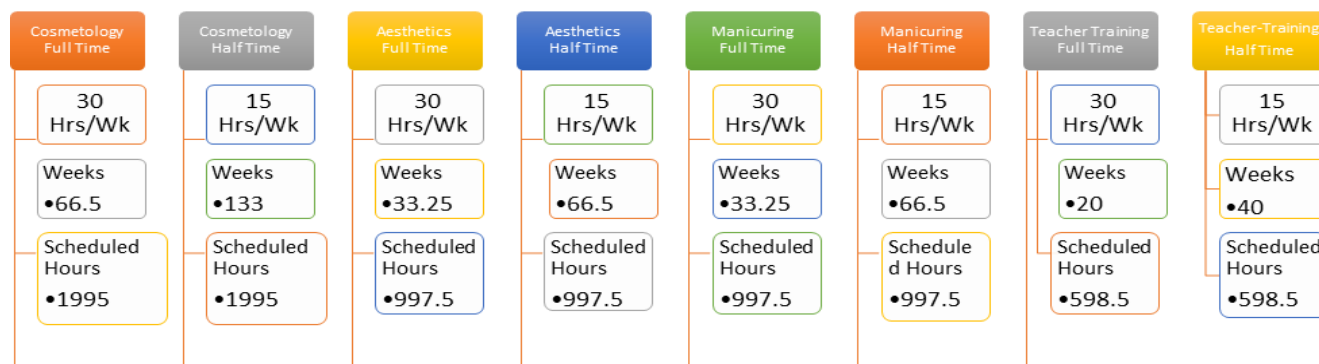 Cosmetology
Full Time
30
Hrs/Wk
Weeks
•66.5
Scheduled
Hours
•1995
Cosmetology
Half Time
15
Hrs/Wk
Weeks
•133
Scheduled
Hours
•1995
Aesthetics
Full Time
30
Hrs/Wk
Weeks
•33.25
Scheduled
Hours
•997.5
Aesthetics
Half Time
15
Hrs/Wk
Weeks
•66.5
Scheduled
Hours
•997.5
Manicuring
Full Time
30
Hrs/Wk
Weeks
•33.25
Scheduled
Hours
•997.5
Manicuring
Half Time
15
Hrs/Wk
Weeks
•66.5
Schedule
d Hours
•997.5
Teacher Training
Full Time
30
Hrs/Wk
Weeks
•20
Scheduled
Hours
•598.5
Teacher-Training
Half Time
15
Hrs/Wk
Weeks
•40
Scheduled
Hours
•598.5